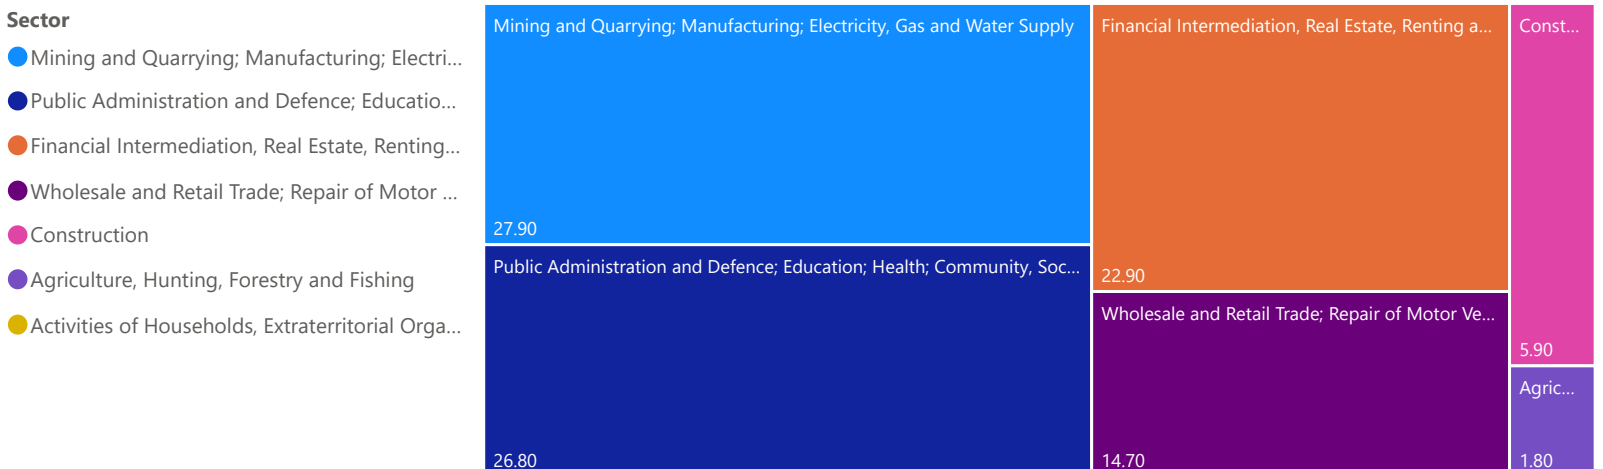 Sector
Mining and Quarrying; Manufacturing; Electri...
Public Administration and Defence; Educatio...
Financial Intermediation, Real Estate, Renting...
Wholesale and Retail Trade; Repair of Motor ...
Construction
Agriculture, Hunting, Forestry and Fishing
Activities of Households, Extraterritorial Orga...
Mining and Quarrying; Manufacturing; Electricity, Gas and Water Supply
27.90
Public Administration and Defence; Education; Health; Community, Soc...
26.80
Financial Intermediation, Real Estate, Renting a...
22.90
Wholesale and Retail Trade; Repair of Motor Ve...
14.70
Const...
5.90
Agric...
1.80